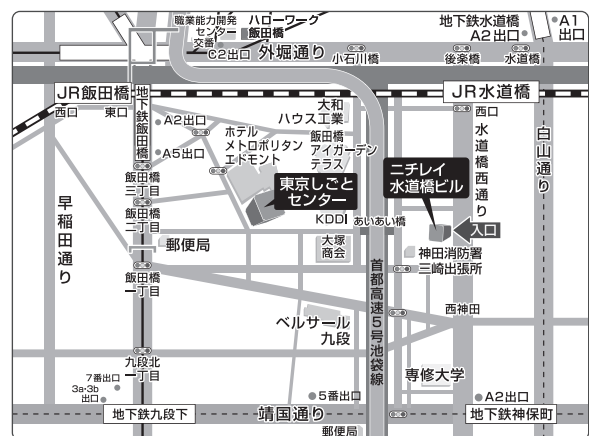 職業能力開発
センター
交番
ハローワーク
飯田橋
C2出口
外堀通り
小石川橋
後楽橋
水道橋
地下鉄水道橋
A2出口
A1
出口
JR飯田橋
西口
東口
地下鉄飯田橋
JR水道橋
西口
A2出口
A5出口
大和
ハウス工業
ホテル
メトロポリタン
エドモント
飯田橋
アイガーデン
テラス
水道橋西通り
白山通り
飯田橋
三丁目
東京しごと
センター
ニチレイ
水道橋ビル
早稲田通り
飯田橋
二丁目
KDDI
あいあい橋
入口
郵便局
大塚
商会
神田消防署
三崎出張所
飯田橋
一丁目
首都高速5号池袋線
西神田
ベルサール
九段
九段北
一丁目
専修大学
7番出口
3a・3b
出口
5番出口
A2出口
地下鉄九段下
靖国通り
地下鉄神保町
郵便局